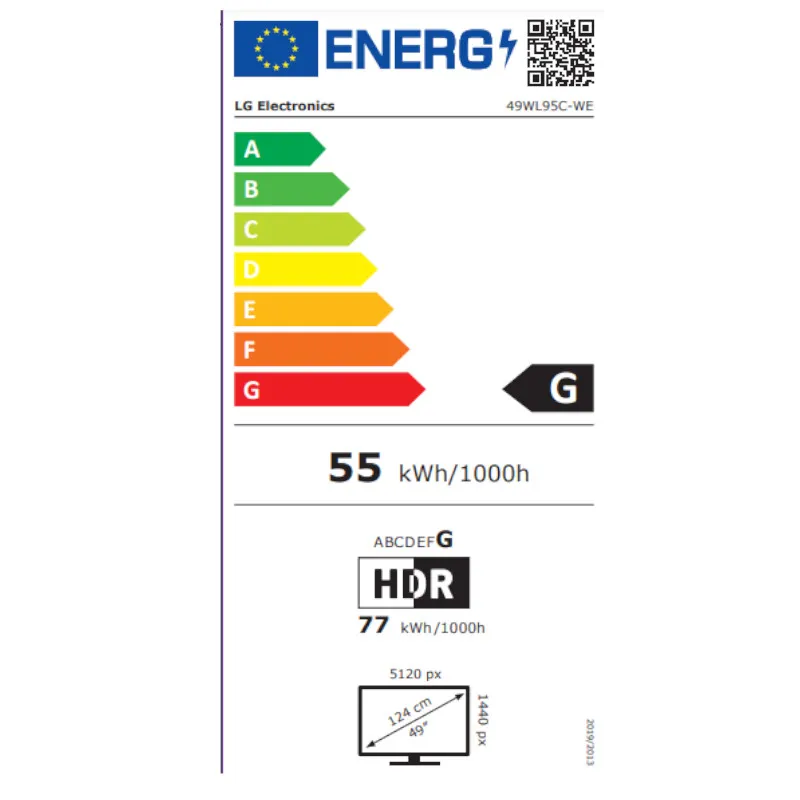 ENERG
LG Electronics 49WL95C-WE
A
B
C
D
E
F
G
G
55 kWh/1000h
ABCDEFG
HDR
77 kWh/1000h
5120 px
124 cm
49"
1440 px
2019/2013